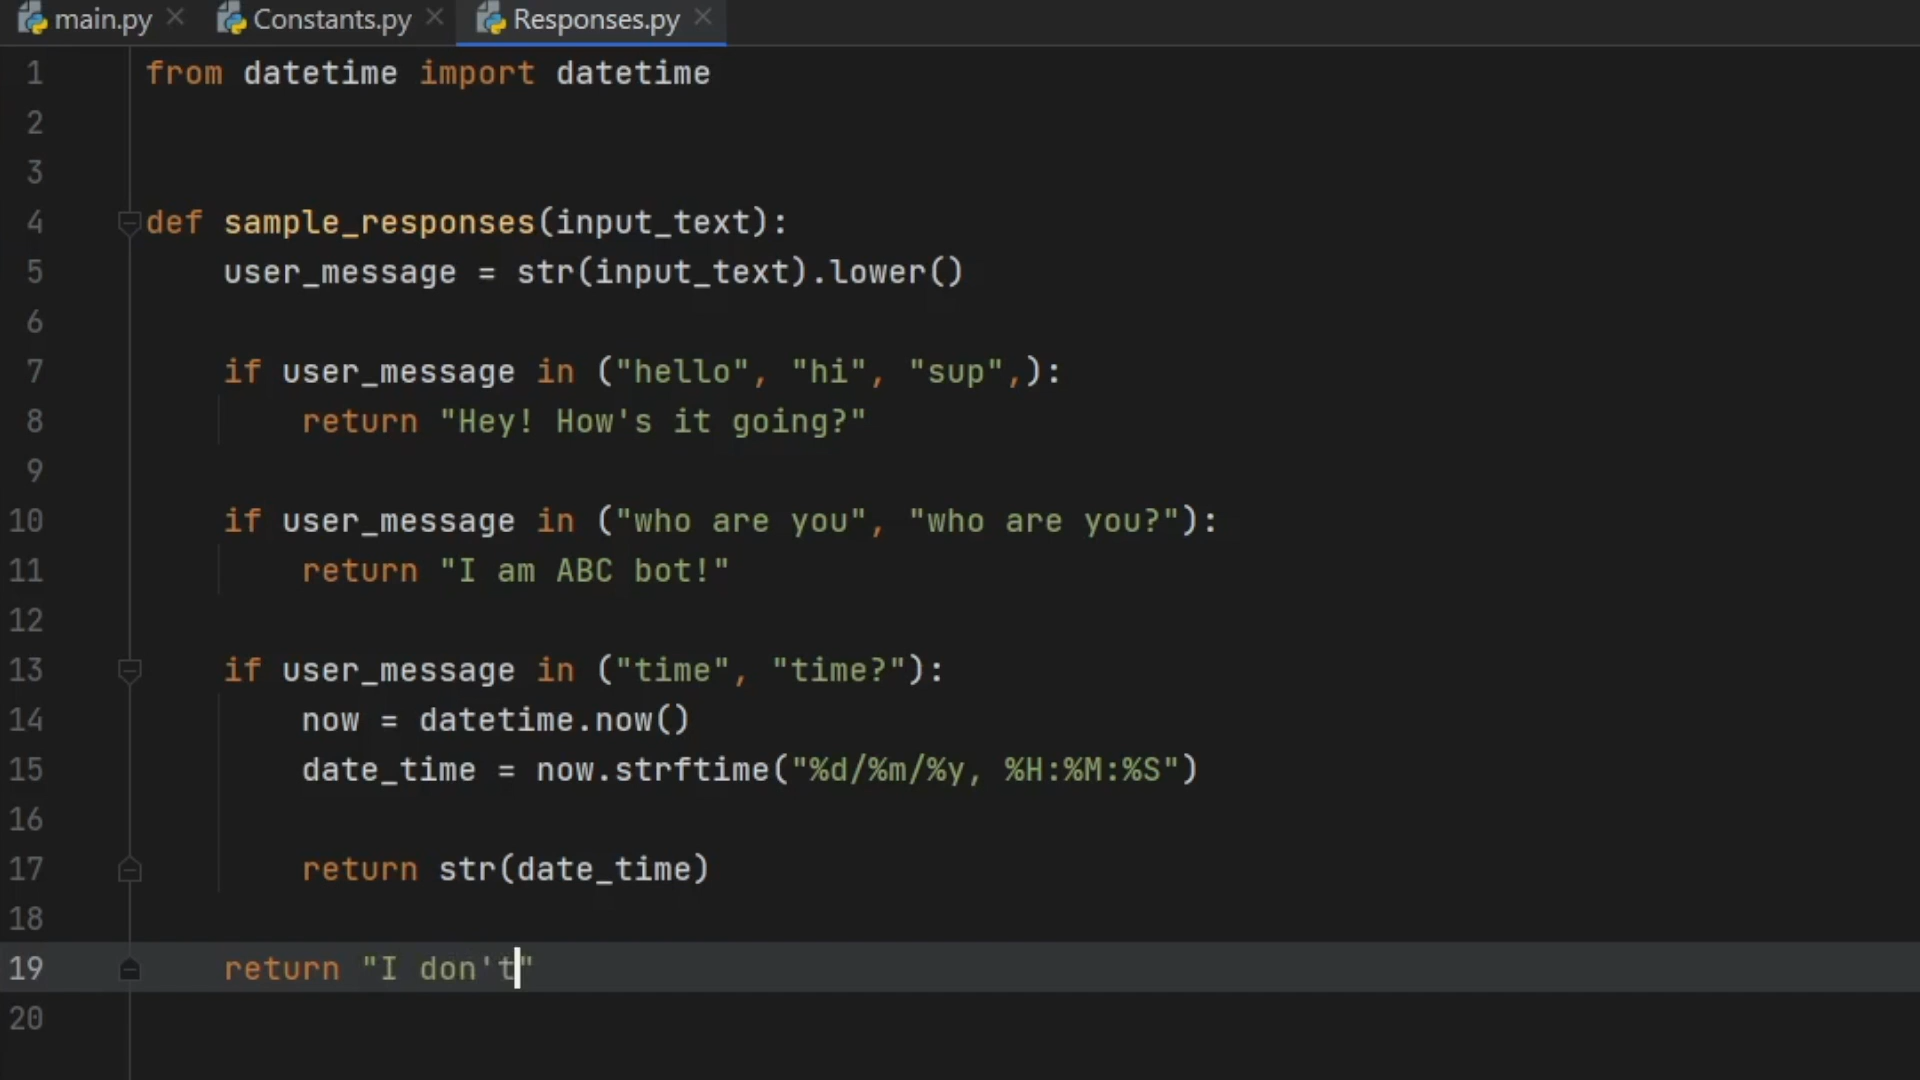 main.py Constants.py Responses.py
1 from datetime import datetime
2
3
4 def sample_responses(input_text):
5 user_message = str(input_text).lower()
6
7 if user_message in ("hello", "hi", "sup",):
8 return "Hey! How's it going?"
9
10 if user_message in ("who are you", "who are you?"):
11 return "I am ABC bot!"
12
13 if user_message in ("time", "time?"):
14 now = datetime.now()
15 date_time = now.strftime("%d/%m/%y, %H:%M:%S")
16
17 return str(date_time)
18
19 return "I don't"
20